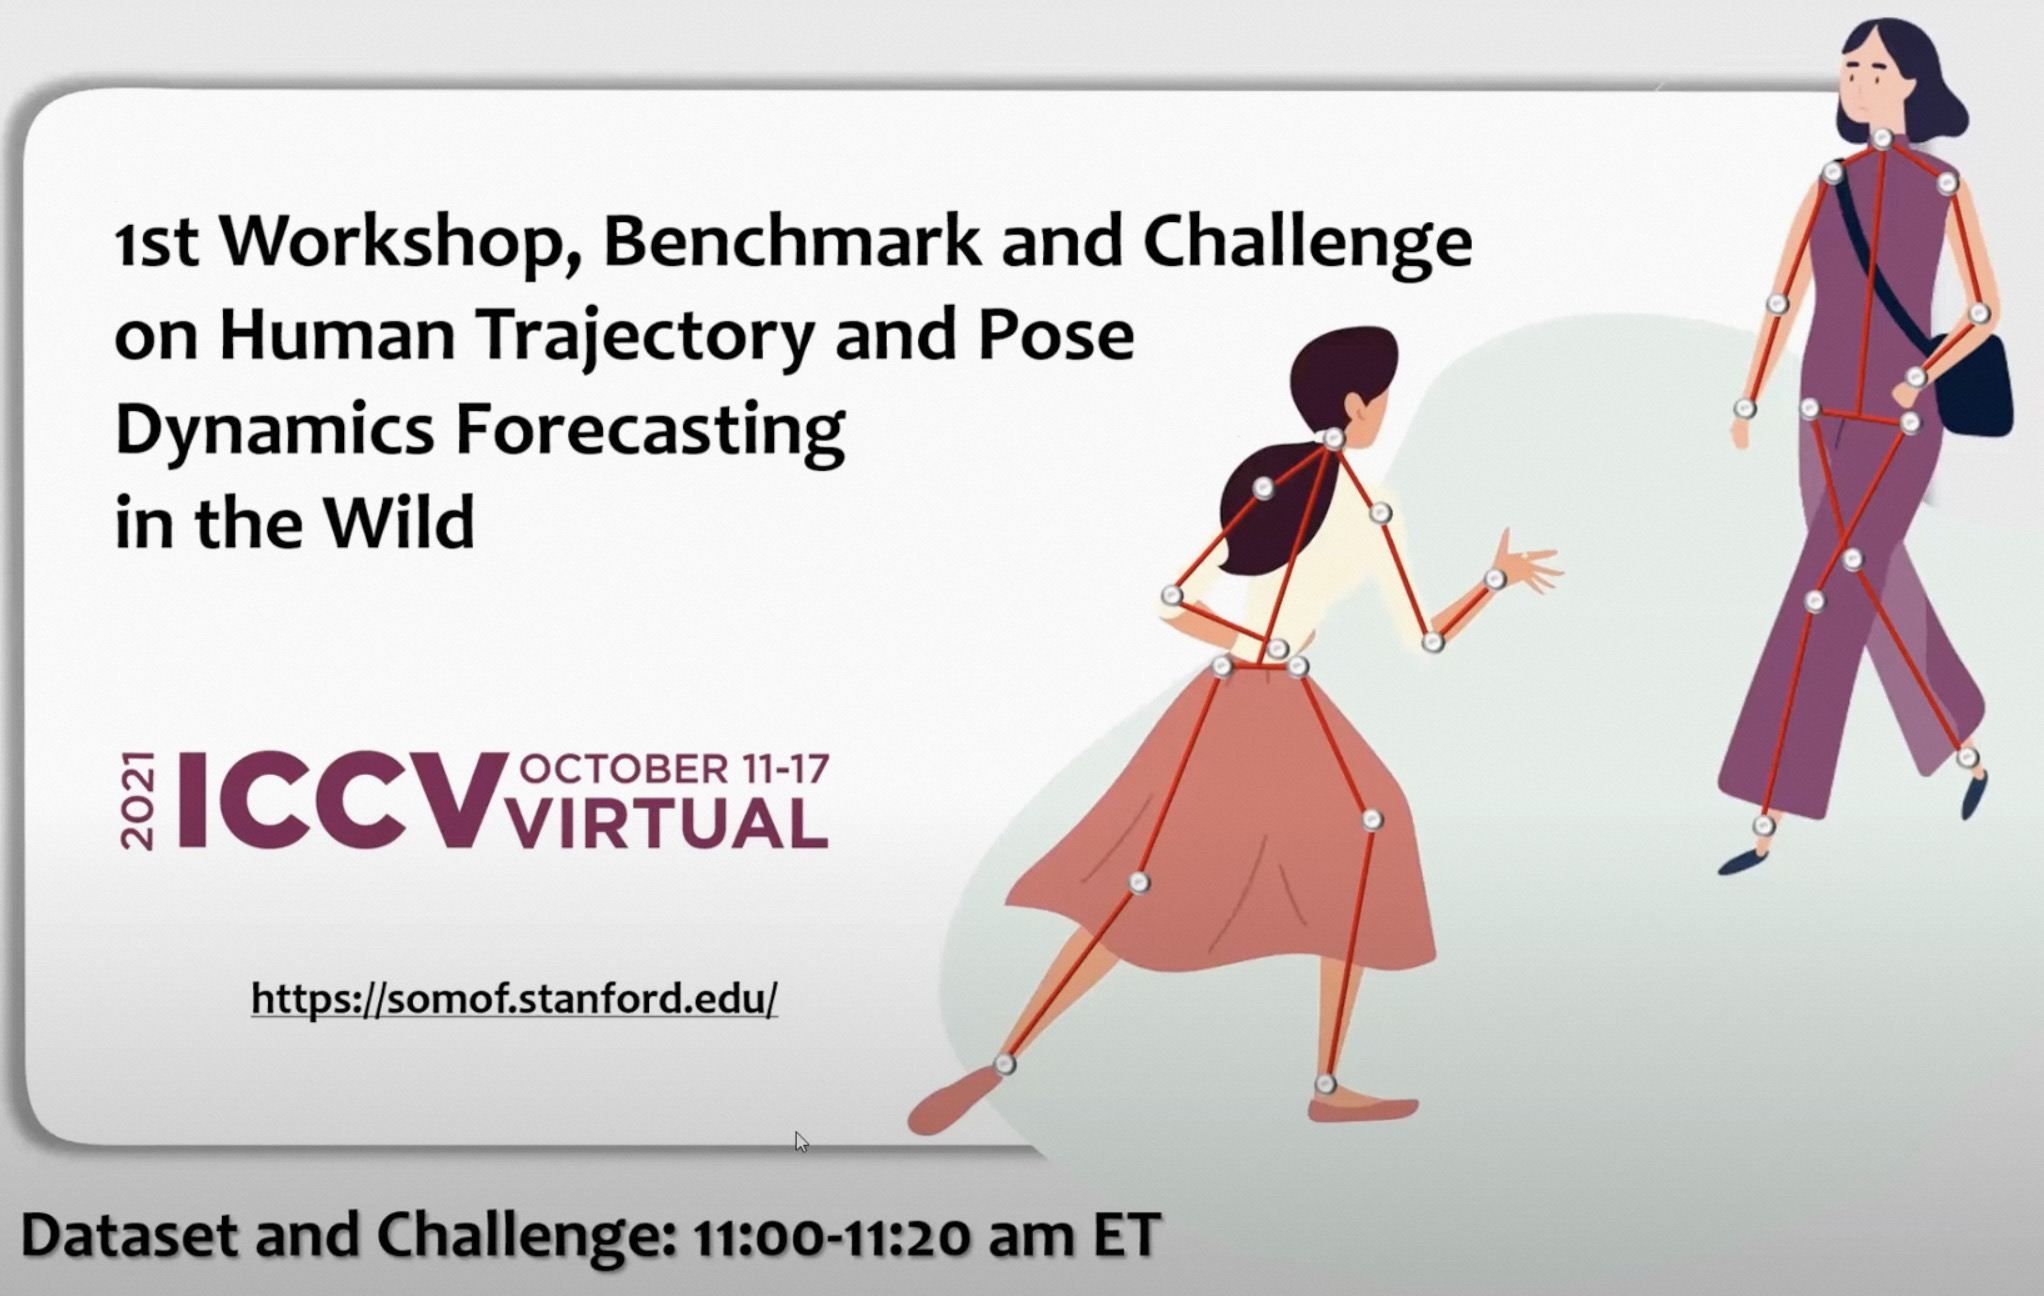 1st Workshop, Benchmark and Challenge
on Human Trajectory and Pose
Dynamics Forecasting
in the Wild
2021 ICCV OCTOBER 11-17
VIRTUAL
https://somof.stanford.edu/
Dataset and Challenge: 11:00-11:20 am ET